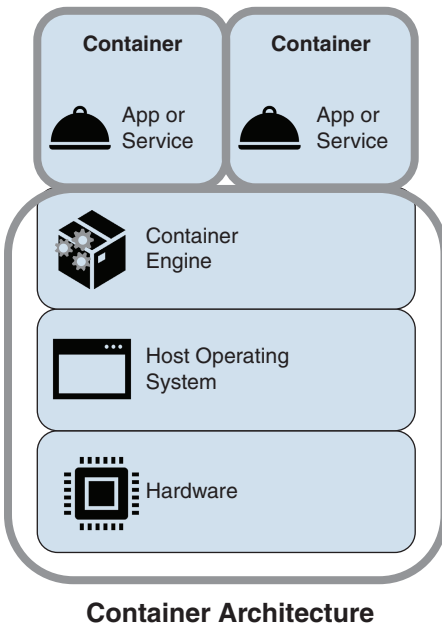 Container
Container
App or
Service
App or
Service
Container
Engine
Host Operating
System
Hardware
Container Architecture